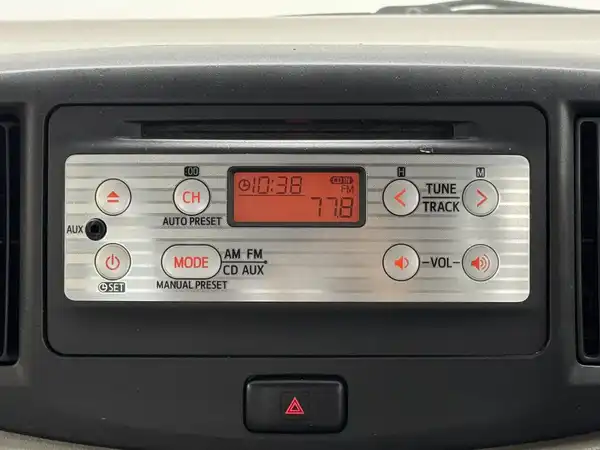 :00
H
M
CH
10:38
CD IN
FM
77.8
TUNE
TRACK
AUTO PRESET
AUX
MODE
AM FM
CD AUX
-VOL-
SET
MANUAL PRESET